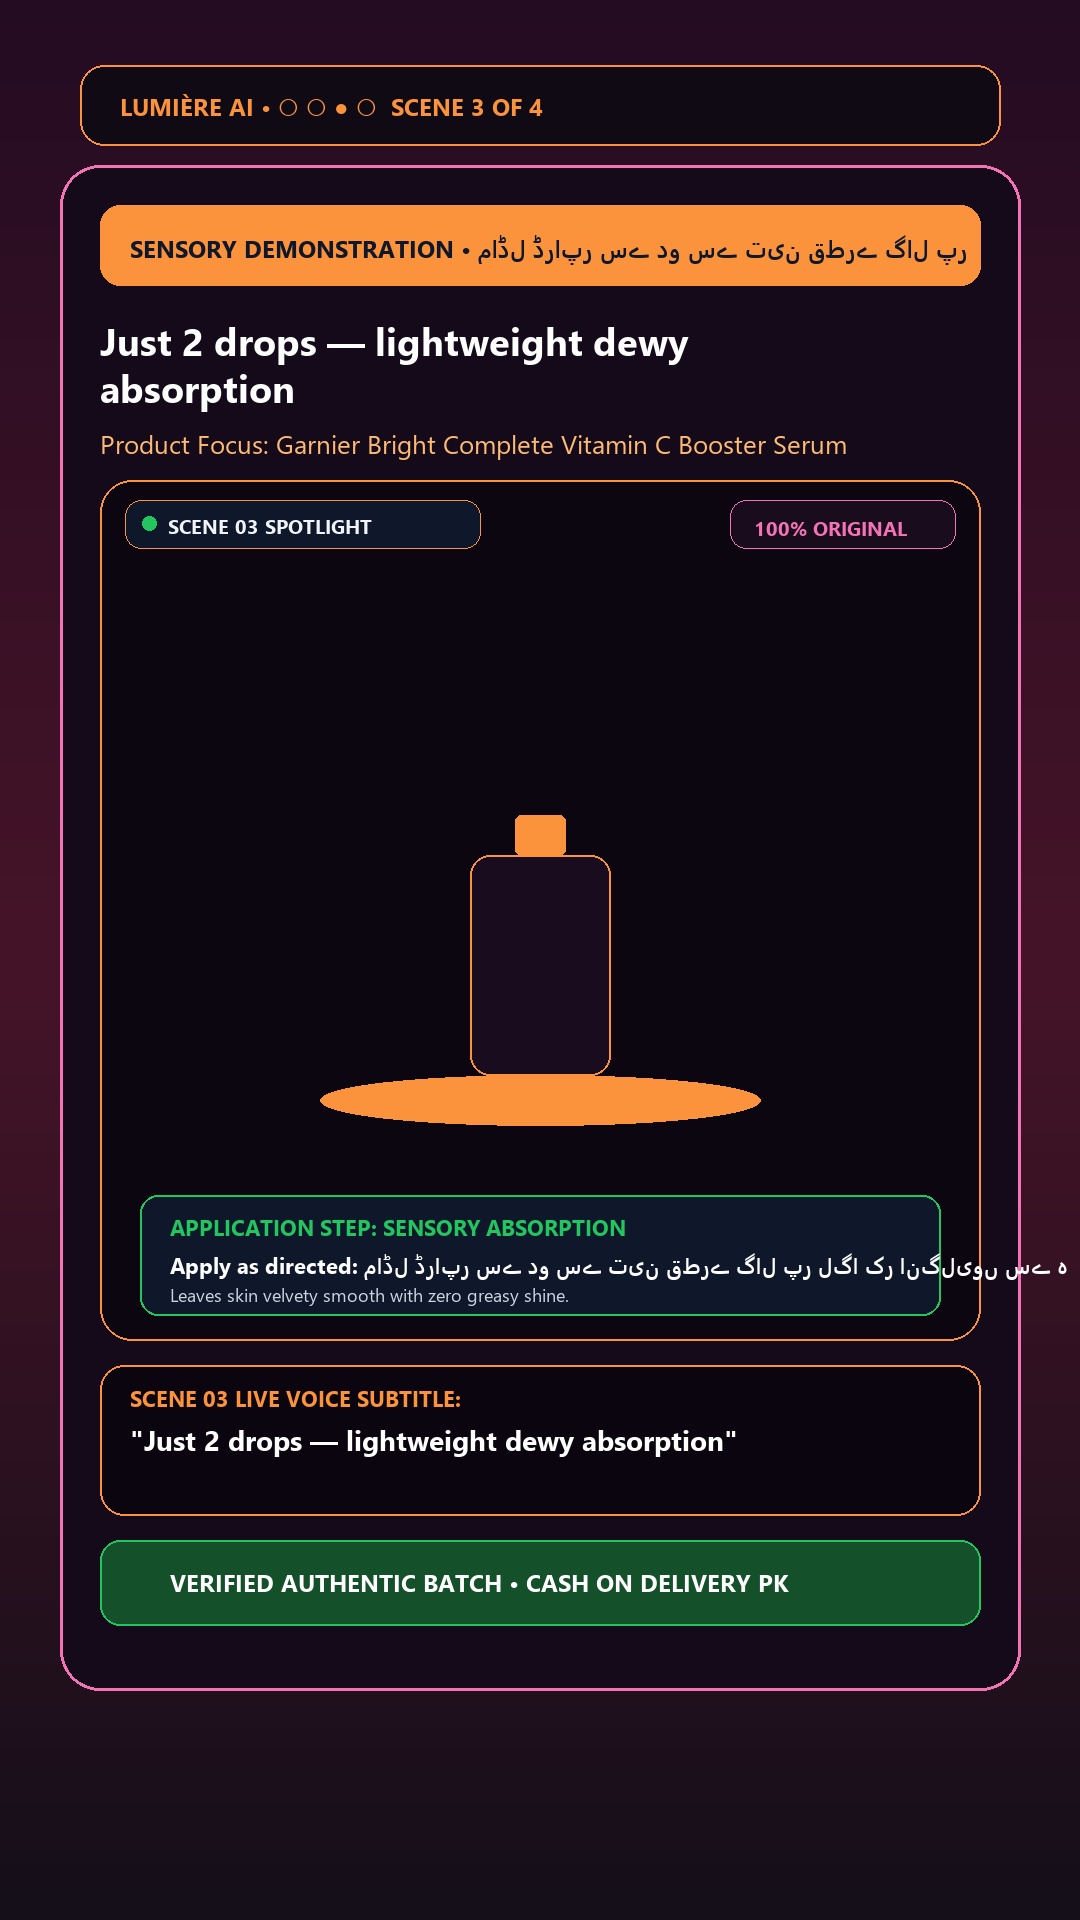 LUMIÈRE AI • ○ ○ ● ○ SCENE 3 OF 4
SENSORY DEMONSTRATION • ماڈل ڈراپر سے دو سے تین قطرے گال پر
Just 2 drops — lightweight dewy
absorption
Product Focus: Garnier Bright Complete Vitamin C Booster Serum
SCENE 03 SPOTLIGHT
100% ORIGINAL
APPLICATION STEP: SENSORY ABSORPTION
Apply as directed: ماڈل ڈراپر سے دو سے تین قطرے گال پر لگا کر انگلیوں سے ہ
Leaves skin velvety smooth with zero greasy shine.
SCENE 03 LIVE VOICE SUBTITLE:
"Just 2 drops — lightweight dewy absorption"
VERIFIED AUTHENTIC BATCH • CASH ON DELIVERY PK